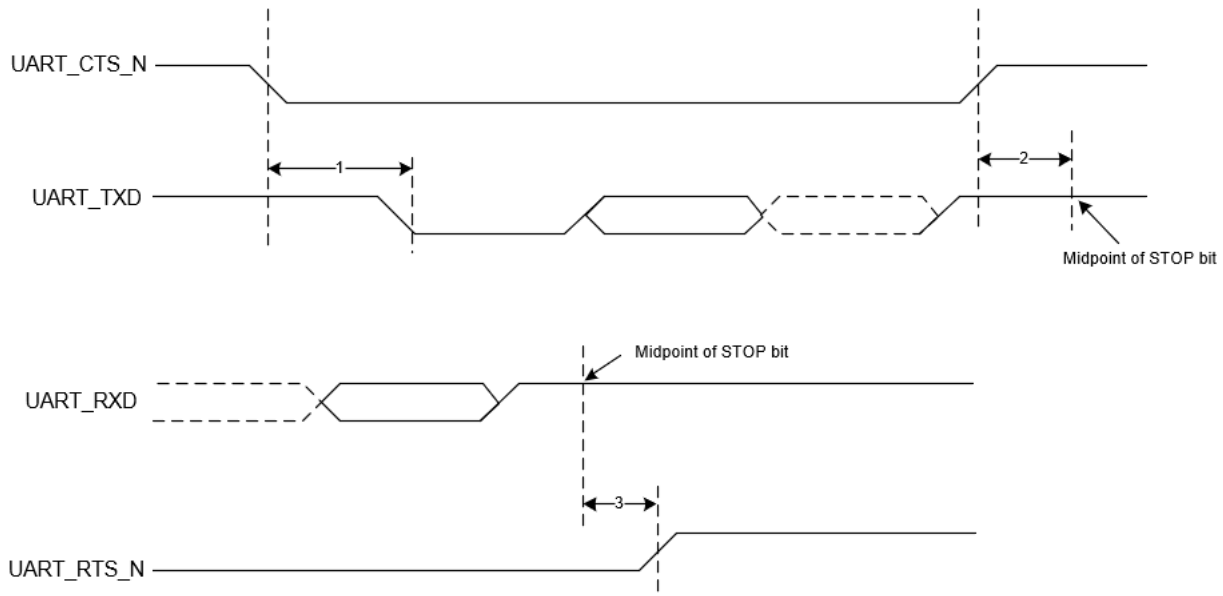 UART_CTS_N
1
2
UART_TXD
Midpoint of STOP bit
Midpoint of STOP bit
UART_RXD
3
UART_RTS_N